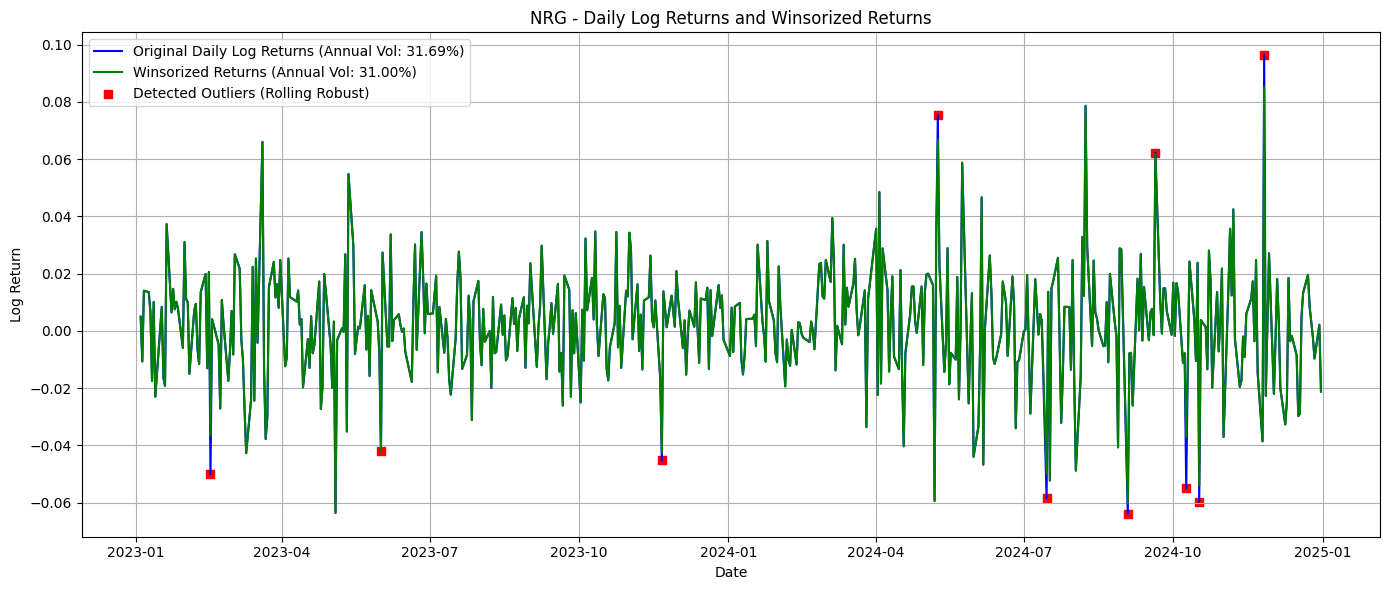 NRG - Daily Log Returns and Winsorized Returns
Original Daily Log Returns (Annual Vol: 31.69%)
Winsorized Returns (Annual Vol: 31.00%)
Detected Outliers (Rolling Robust)
0.10
0.08
0.06
0.04
0.02
0.00
−0.02
−0.04
−0.06
Log Return
2023-01 2023-04 2023-07 2023-10 2024-01 2024-04 2024-07 2024-10 2025-01
Date